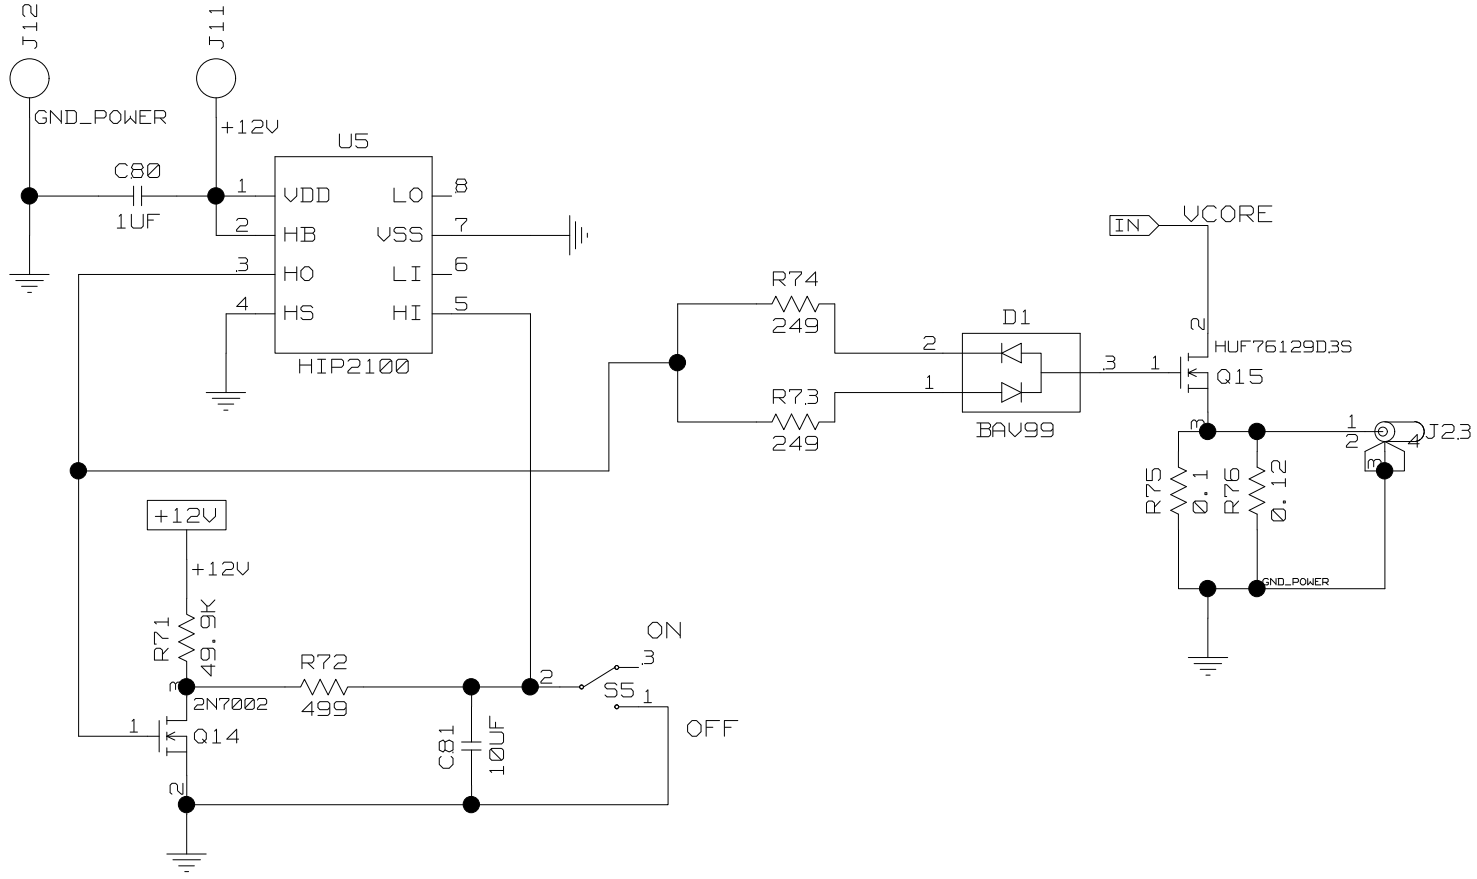 J12
J11
GND_POWER
+12V
U5
C80
1UF
1
VDD
LO
8
2
HB
VSS
7
3
HO
LI
6
4
HS
HI
5
HIP2100
IN
VCORE
R74
249
D1
2
1
3
R73
249
BAV99
2
HUF76129D3S
1
Q15
3
1
2
J23
4
3
R75
0.1
R76
0.12
GND_POWER
+12V
+12V
R71
49.9K
3
2N7002
R72
499
1
Q14
2
C81
10UF
2
ON
3
S5
1
OFF